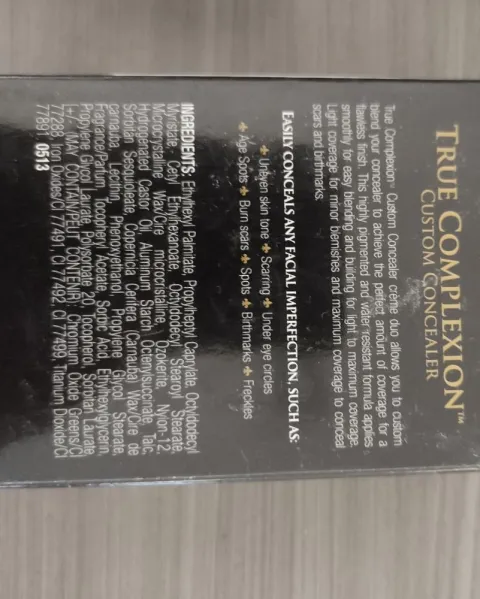 TRUE COMPLEXION™
CUSTOM CONCEALER
True Complexion® Custom Concealer crème duo allows you to custom
blend your concealer to achieve the perfect amount of coverage for a
flawless finish. This highly pigmented and water resistant formula applies
smoothly for easy blending and building for light to maximum coverage.
Light coverage for minor blemishes and maximum coverage to conceal
scars and birthmarks.
EASILY CONCEALS ANY FACIAL IMPERFECTION, SUCH AS:
✦ Uneven skin tone ✦ Scarring ✦ Under eye circles
✦ Age Spots ✦ Burn scars ✦ Spots ✦ Birthmarks ✦ Freckles
INGREDIENTS: Ethylhexyl Palmitate, Propylheptyl Caprylate, Octyldodecyl
Myristate, Cetyl Ethylhexanoate, Octyldodecyl Stearoyl Stearate,
Microcrystalline Wax/Cire microcristalline, Ozokerite, Nylon-12,
Hydrogenated Castor Oil, Aluminum Starch Octenylsuccinate, Talc,
Sorbitan Sesquioleate, Copernicia Cerifera (Carnauba) Wax/Cire de
carnauba, Lecithin, Phenoxyethanol, Propylene Glycol Stearate,
Fragrance/Parfum, Tocopheryl Acetate, Sorbic Acid, Ethylhexylglycerin,
Propylene Glycol Laurate, Polysorbate 20, Tocopherol, Sorbitan Laurate.
(+/-) MAY CONTAIN/PEUT CONTENIR): Chromium Oxide Greens/CI
77288, Iron Oxides/CI 77491, CI 77492, CI 77499, Titanium Dioxide/CI
77891. 0513